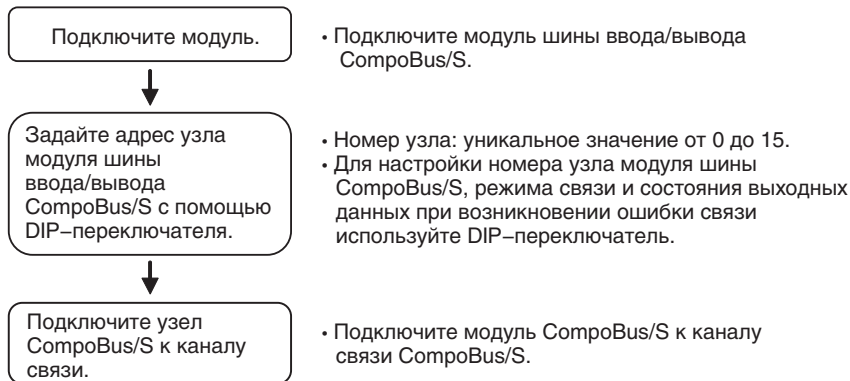 Подключите модуль.
• Подключите модуль шины ввода/вывода
CompoBus/S.
Задайте адрес узла
модуля шины
ввода/вывода
CompoBus/S с помощью
DIP–переключателя.
• Номер узла: уникальное значение от 0 до 15.
• Для настройки номера узла модуля шины
CompoBus/S, режима связи и состояния выходных
данных при возникновении ошибки связи
используйте DIP–переключатель.
Подключите узел
CompoBus/S к каналу
связи.
• Подключите модуль CompoBus/S к каналу
связи CompoBus/S.